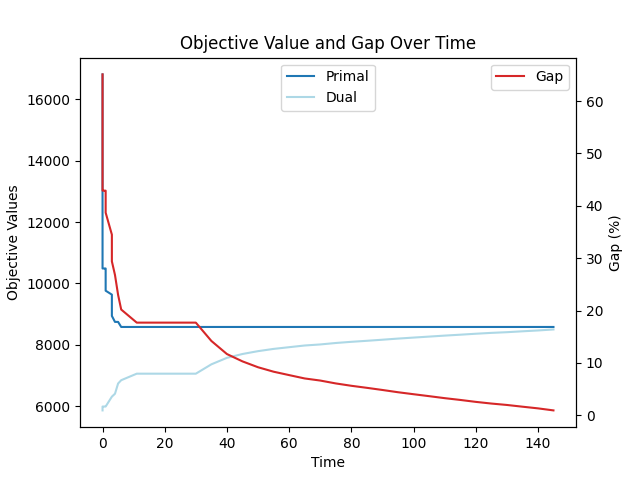 Objective Value and Gap Over Time
Primal
Dual
Gap
16000
14000
12000
10000
8000
6000
Objective Values
60
50
40
30
20
10
0
Gap (%)
0 20 40 60 80 100 120 140
Time